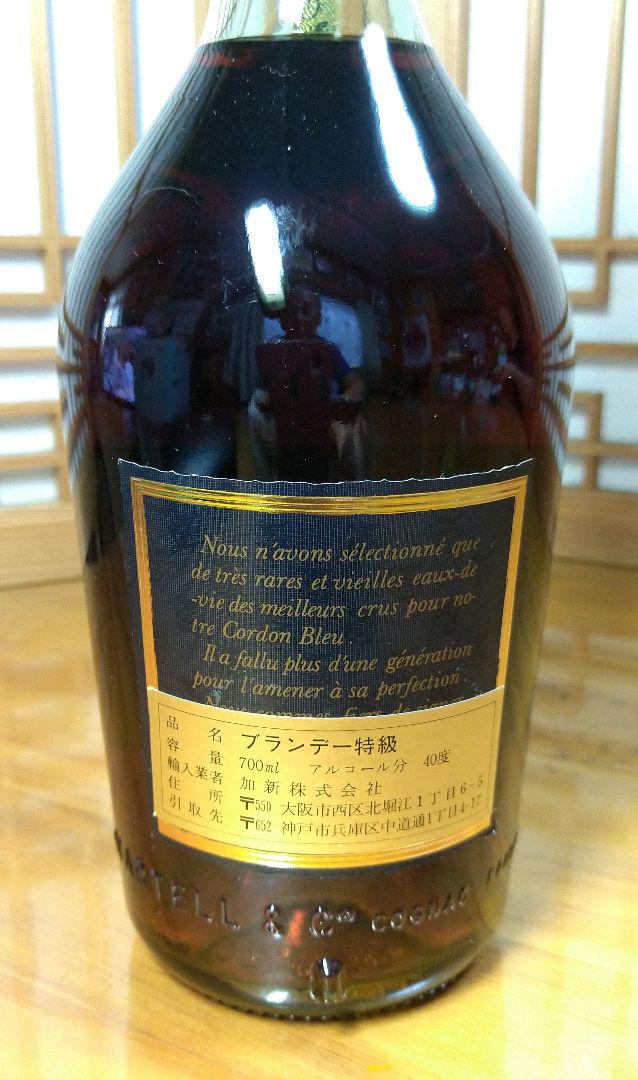 Nous n'avons sélectionné que
de très rares et vieilles eaux-de
-vie des meilleurs crus pour no-
tre Cordon Bleu.
Il a fallu plus d'une génération
pour l'amener à sa perfection.
品名 ブランデー特級
容量 700ml アルコール分 40度
輸入業者 加新株式会社
住所 〒550 大阪市西区北堀江1丁目6-5
引取先 〒652 神戸市兵庫区中道通1丁目4-17
MARTELL & Co COGNAC